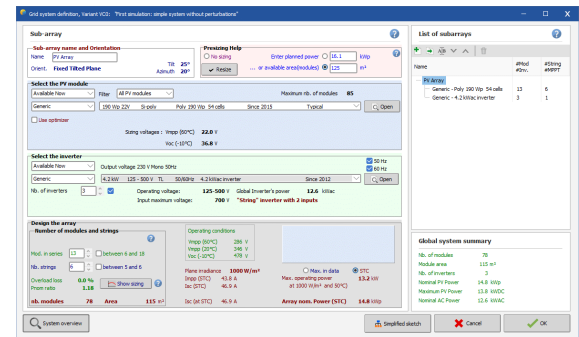 Grid system definition, Variant VC0: "First simulation: simple system without perturbations"
Sub-array
Sub-array name and Orientation
Name PV Array
Orient. Fixed Tilted Plane
Tilt 25°
Azimuth 20°
Presizing Help
No sizing
Enter planned power 16.1 kWp
Resize
... or available area(modules) 125 m²
Select the PV module
Available Now Filter All PV modules Maximum nb. of modules 85
Generic 190 Wp 22V Si-poly Poly 190 Wp 54 cells Since 2015 Typical Open
Use optimizer
Sizing voltages : Vmpp (60°C) 22.0 V
Voc (-10°C) 36.8 V
Select the inverter
Available Now Output voltage 230 V Mono 50Hz
50 Hz
60 Hz
Generic 4.2 kW 125 - 500 V TL 50/60Hz 4.2 kWac inverter Since 2012 Open
Nb. of inverters 3 Operating voltage: 125-500 V Global Inverter's power 12.6 kWac
Input maximum voltage: 700 V "String" inverter with 2 inputs
Design the array
Number of modules and strings
Mod. in series 13 between 6 and 18
Nb. strings 6 between 5 and 6
Overload loss 0.0 %
Pnom ratio 1.18
Show sizing
nb. modules 78 Area 115 m²
Operating conditions
Vmpp (60°C) 286 V
Vmpp (20°C) 346 V
Voc (-10°C) 478 V
Plane irradiance 1000 W/m²
Impp (STC) 43.8 A
Isc (STC) 46.9 A
Isc (at STC) 46.9 A
Max. in data STC
Max. operating power 13.2 kW
at 1000 W/m² and 50°C)
Array nom. Power (STC) 14.8 kWp
List of subarrays
Name
#Mod #String
#Inv. #MPPT
PV Array
Generic - Poly 190 Wp 54 cells 13 6
Generic - 4.2 kWac inverter 3 1
Global system summary
Nb. of modules 78
Module area 115 m²
Nb. of inverters 3
Nominal PV Power 14.8 kWp
Maximum PV Power 13.8 kWDC
Nominal AC Power 12.6 kWAC
System overview
Simplified sketch
Cancel
OK